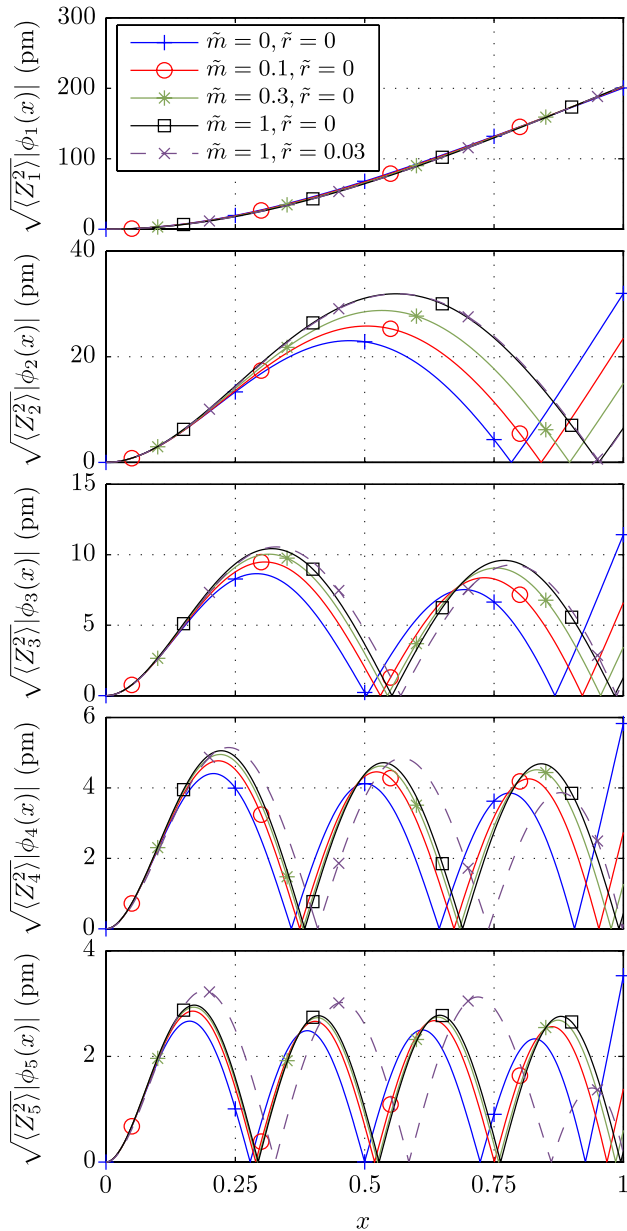 300
200
100
0
√⟨Z₁²⟩|ϕ₁(x)| (pm)
m̃ = 0, r̃ = 0
m̃ = 0.1, r̃ = 0
m̃ = 0.3, r̃ = 0
m̃ = 1, r̃ = 0
m̃ = 1, r̃ = 0.03
40
20
0
√⟨Z₂²⟩|ϕ₂(x)| (pm)
15
10
5
0
√⟨Z₃²⟩|ϕ₃(x)| (pm)
6
4
2
0
√⟨Z₄²⟩|ϕ₄(x)| (pm)
4
2
0
√⟨Z₅²⟩|ϕ₅(x)| (pm)
0 0.25 0.5 0.75 1
x